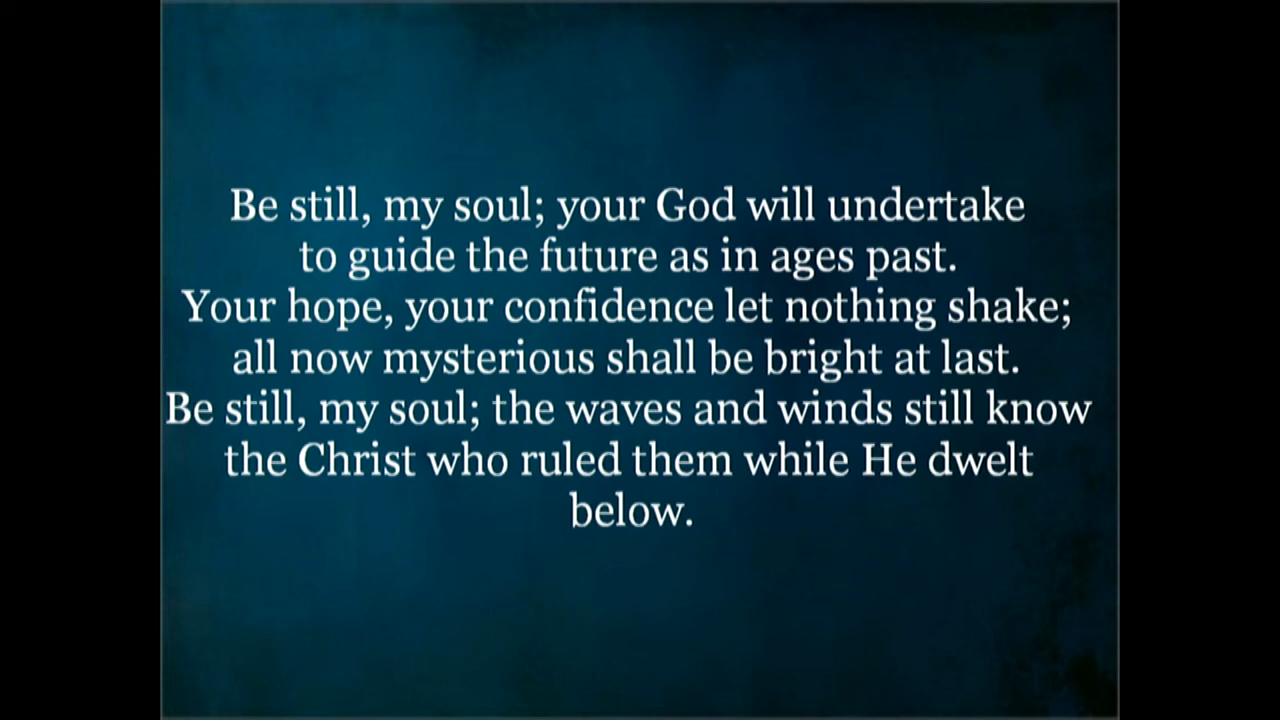 Be still, my soul; your God will undertake
to guide the future as in ages past.
Your hope, your confidence let nothing shake;
all now mysterious shall be bright at last.
Be still, my soul; the waves and winds still know
the Christ who ruled them while He dwelt
below.